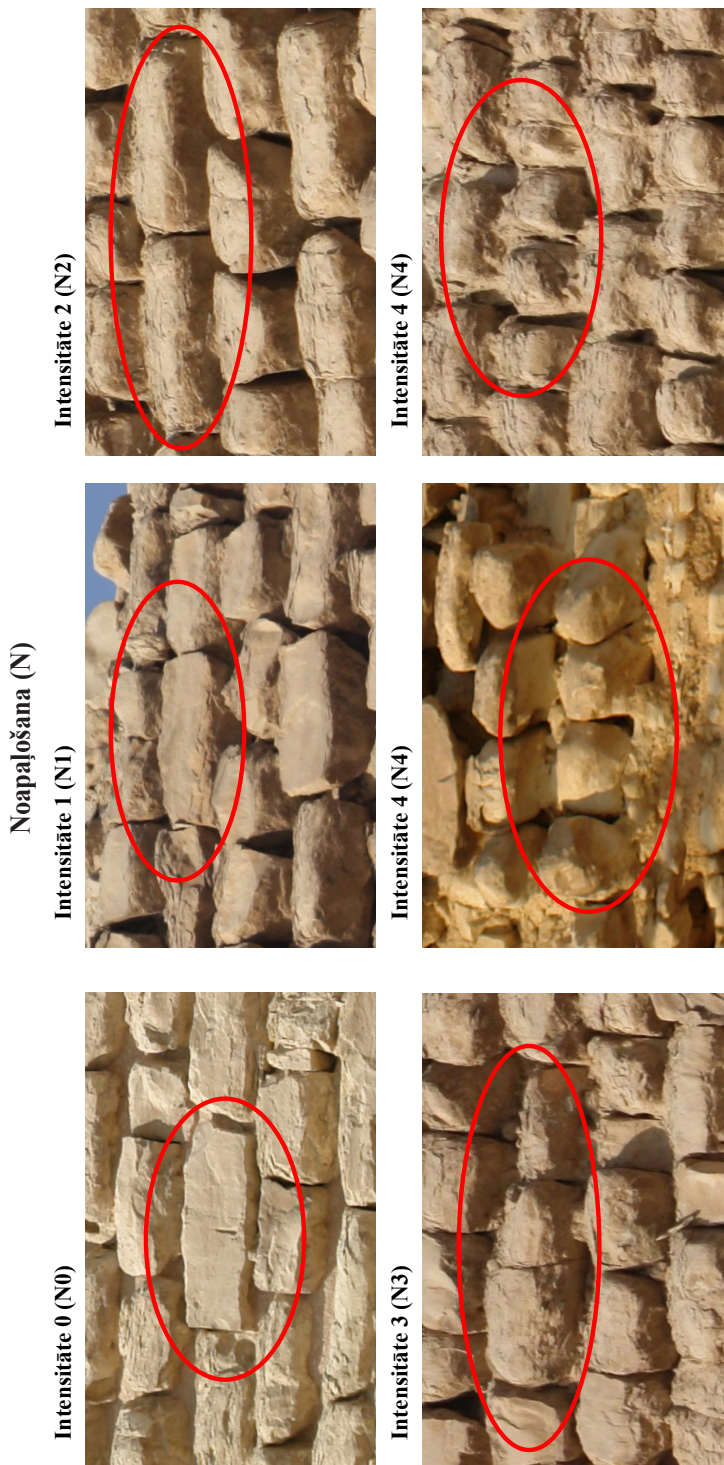 Noapaļošana (N)
Intensitāte 0 (N0)
Intensitāte 1 (N1)
Intensitāte 2 (N2)
Intensitāte 3 (N3)
Intensitāte 4 (N4)
Intensitāte 4 (N4)